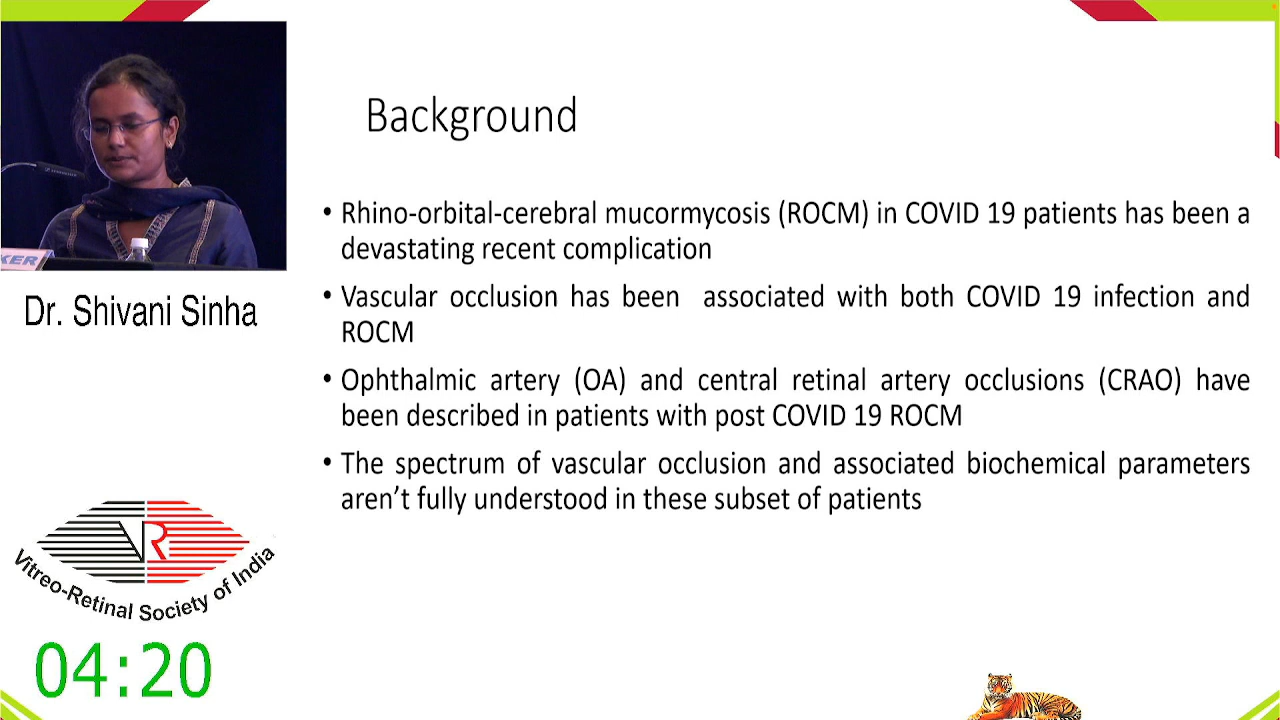 Background
• Rhino-orbital-cerebral mucormycosis (ROCM) in COVID 19 patients has been a
devastating recent complication
• Vascular occlusion has been associated with both COVID 19 infection and
ROCM
• Ophthalmic artery (OA) and central retinal artery occlusions (CRAO) have
been described in patients with post COVID 19 ROCM
• The spectrum of vascular occlusion and associated biochemical parameters
aren't fully understood in these subset of patients
KER
Dr. Shivani Sinha
VR
Vitreo-Retinal Society of India
04:20